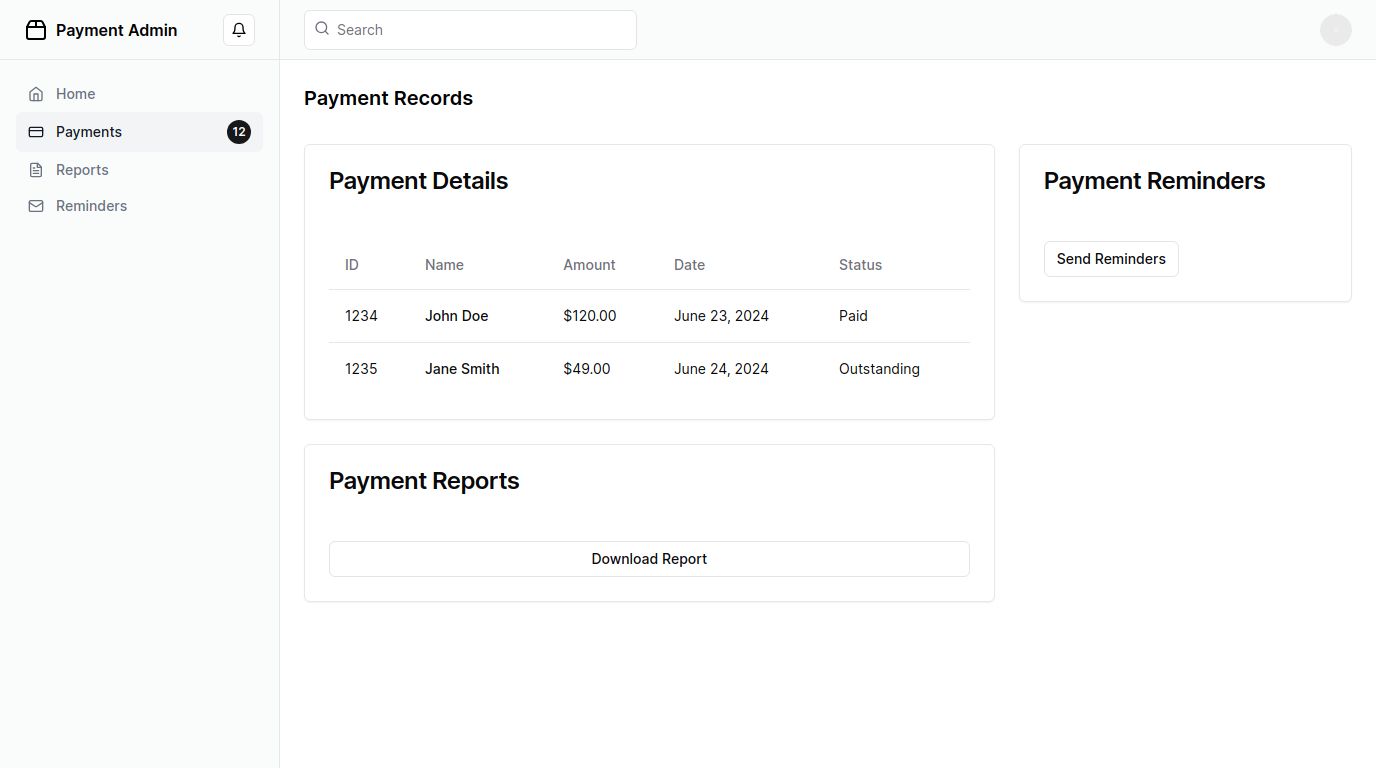 Payment Admin
Search
Home
Payments 12
Reports
Reminders
Payment Records
Payment Details
ID Name Amount Date Status
1234 John Doe $120.00 June 23, 2024 Paid
1235 Jane Smith $49.00 June 24, 2024 Outstanding
Payment Reminders
Send Reminders
Payment Reports
Download Report